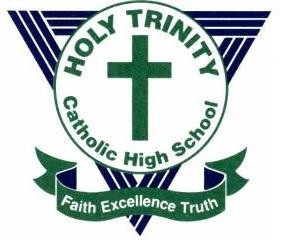 HOLY TRINITY
Catholic High School
Faith Excellence Truth